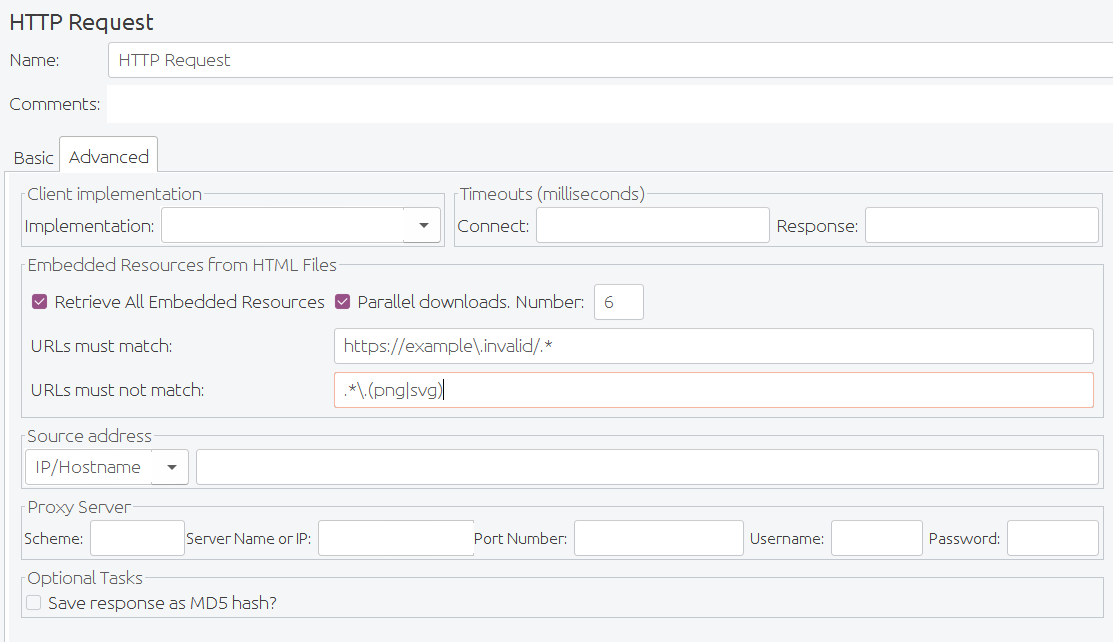 HTTP Request
Name: HTTP Request
Comments:
Basic Advanced
Client implementation Timeouts (milliseconds)
Implementation: Connect: Response:
Embedded Resources from HTML Files
Retrieve All Embedded Resources Parallel downloads. Number: 6
URLs must match: https://example\.invalid/.*
URLs must not match: .*\.(png|svg)
Source address
IP/Hostname
Proxy Server
Scheme: Server Name or IP: Port Number: Username: Password:
Optional Tasks
Save response as MD5 hash?